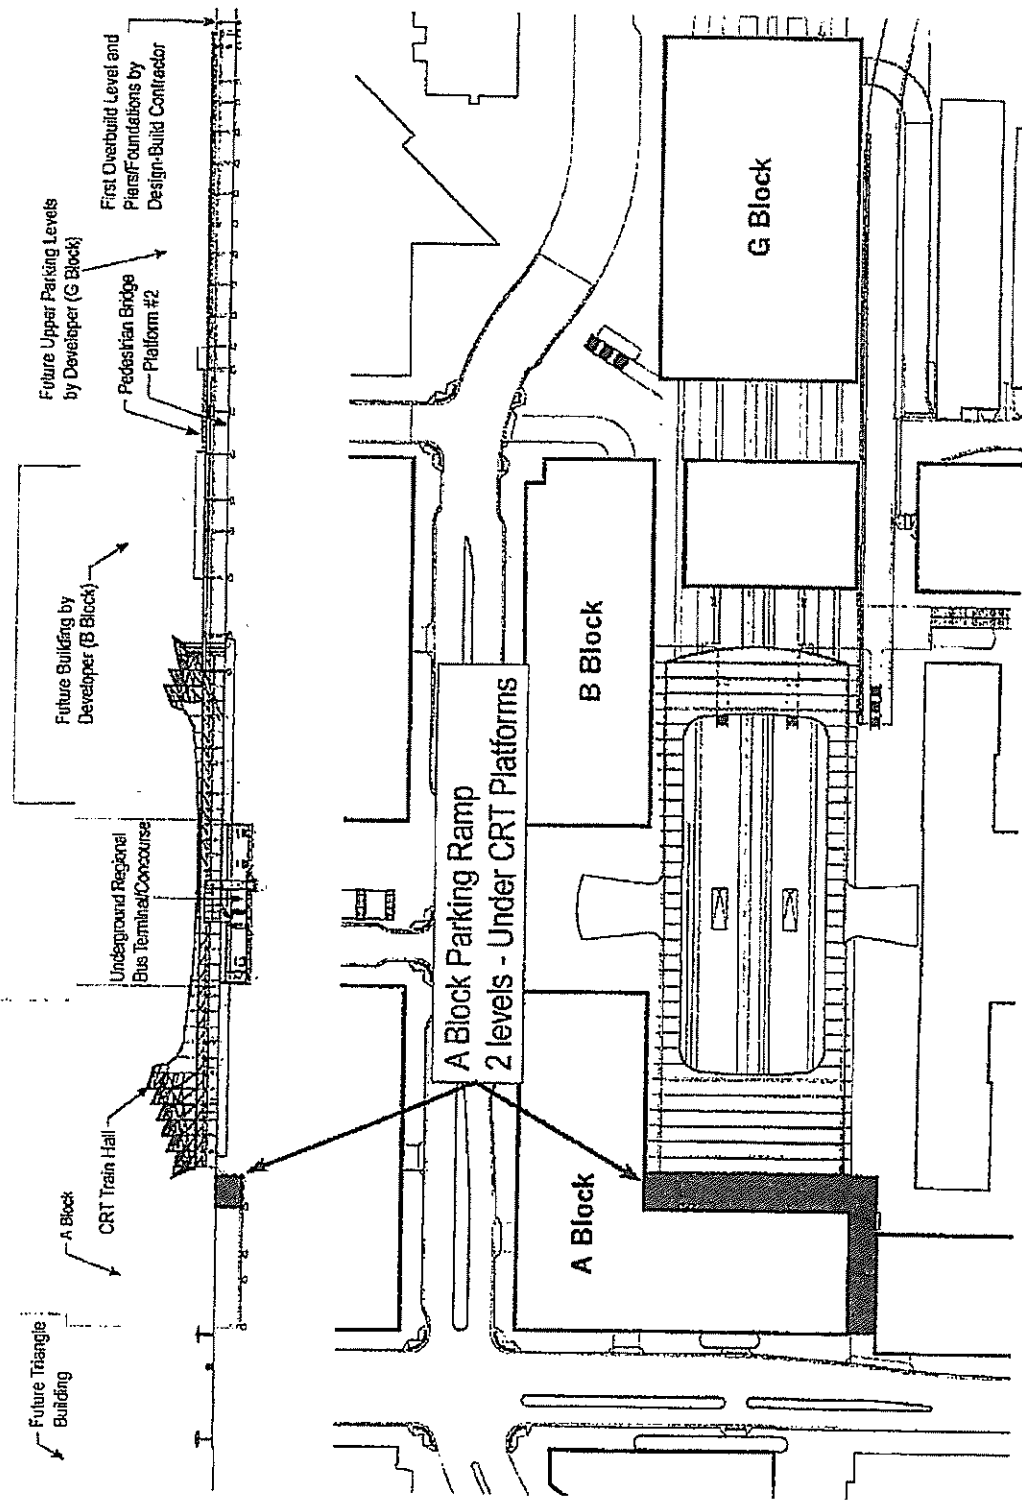 Future Triangle
Building
A Block
CRT Train Hall
Underground Regional
Bus Terminal/Concourse
Future Building by
Developer (B Block)
Pedestrian Bridge
Platform #2
Future Upper Parking Levels
by Developer (G Block)
First Overbuild Level and
Piers/Foundations by
Design-Build Contractor
A Block Parking Ramp
2 levels - Under CRT Platforms
A Block
B Block
G Block